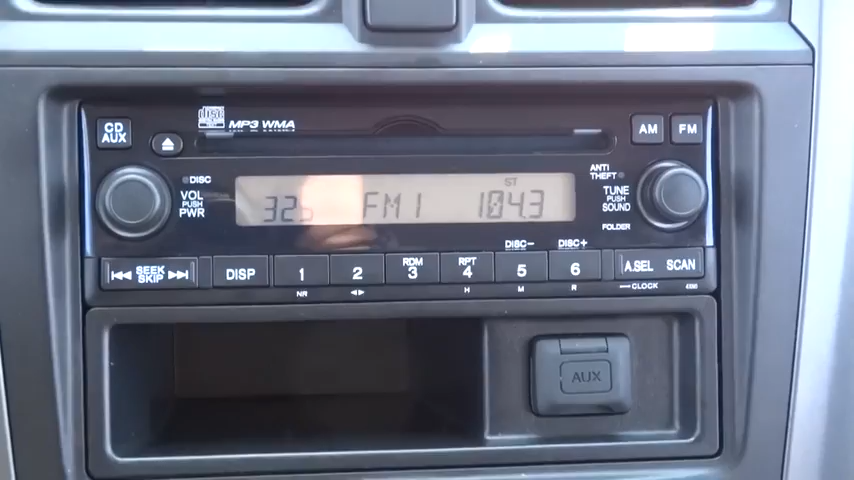 CD
AUX
MP3 WMA
AM
FM
DISC
ANTI
THEFT
VOL
PUSH
PWR
ST
325 FM1 104.3
TUNE
PUSH
SOUND
FOLDER
DISC- DISC+
SEEK
SKIP
DISP
1
2
RDM
3
RPT
4
5
6
A.SEL
SCAN
NR
H
M
R
CLOCK
AUX